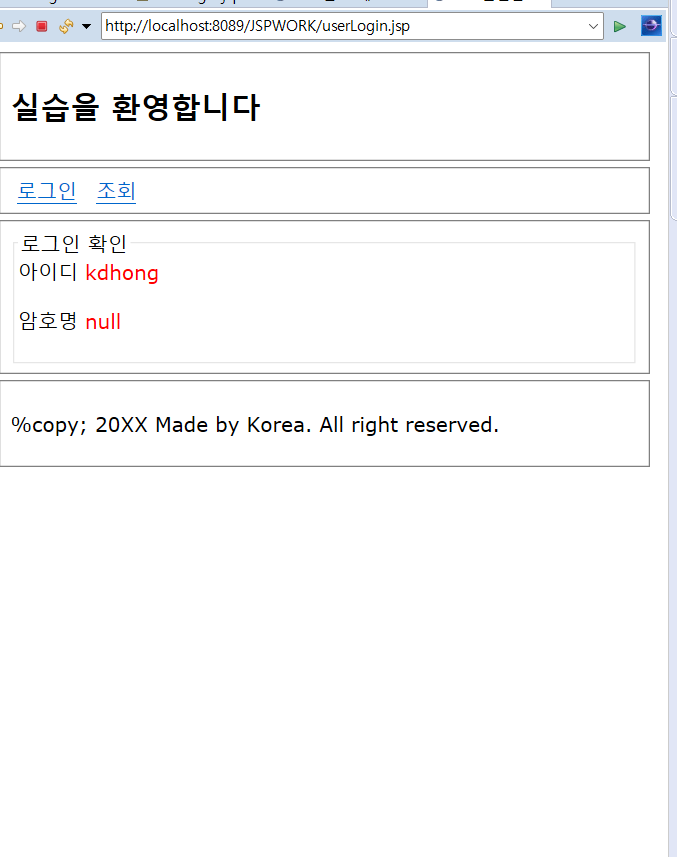 http://localhost:8089/JSPWORK/userLogin.jsp
실습을 환영합니다
로그인 조회
로그인 확인
아이디 kdhong
암호명 null
%copy; 20XX Made by Korea. All right reserved.